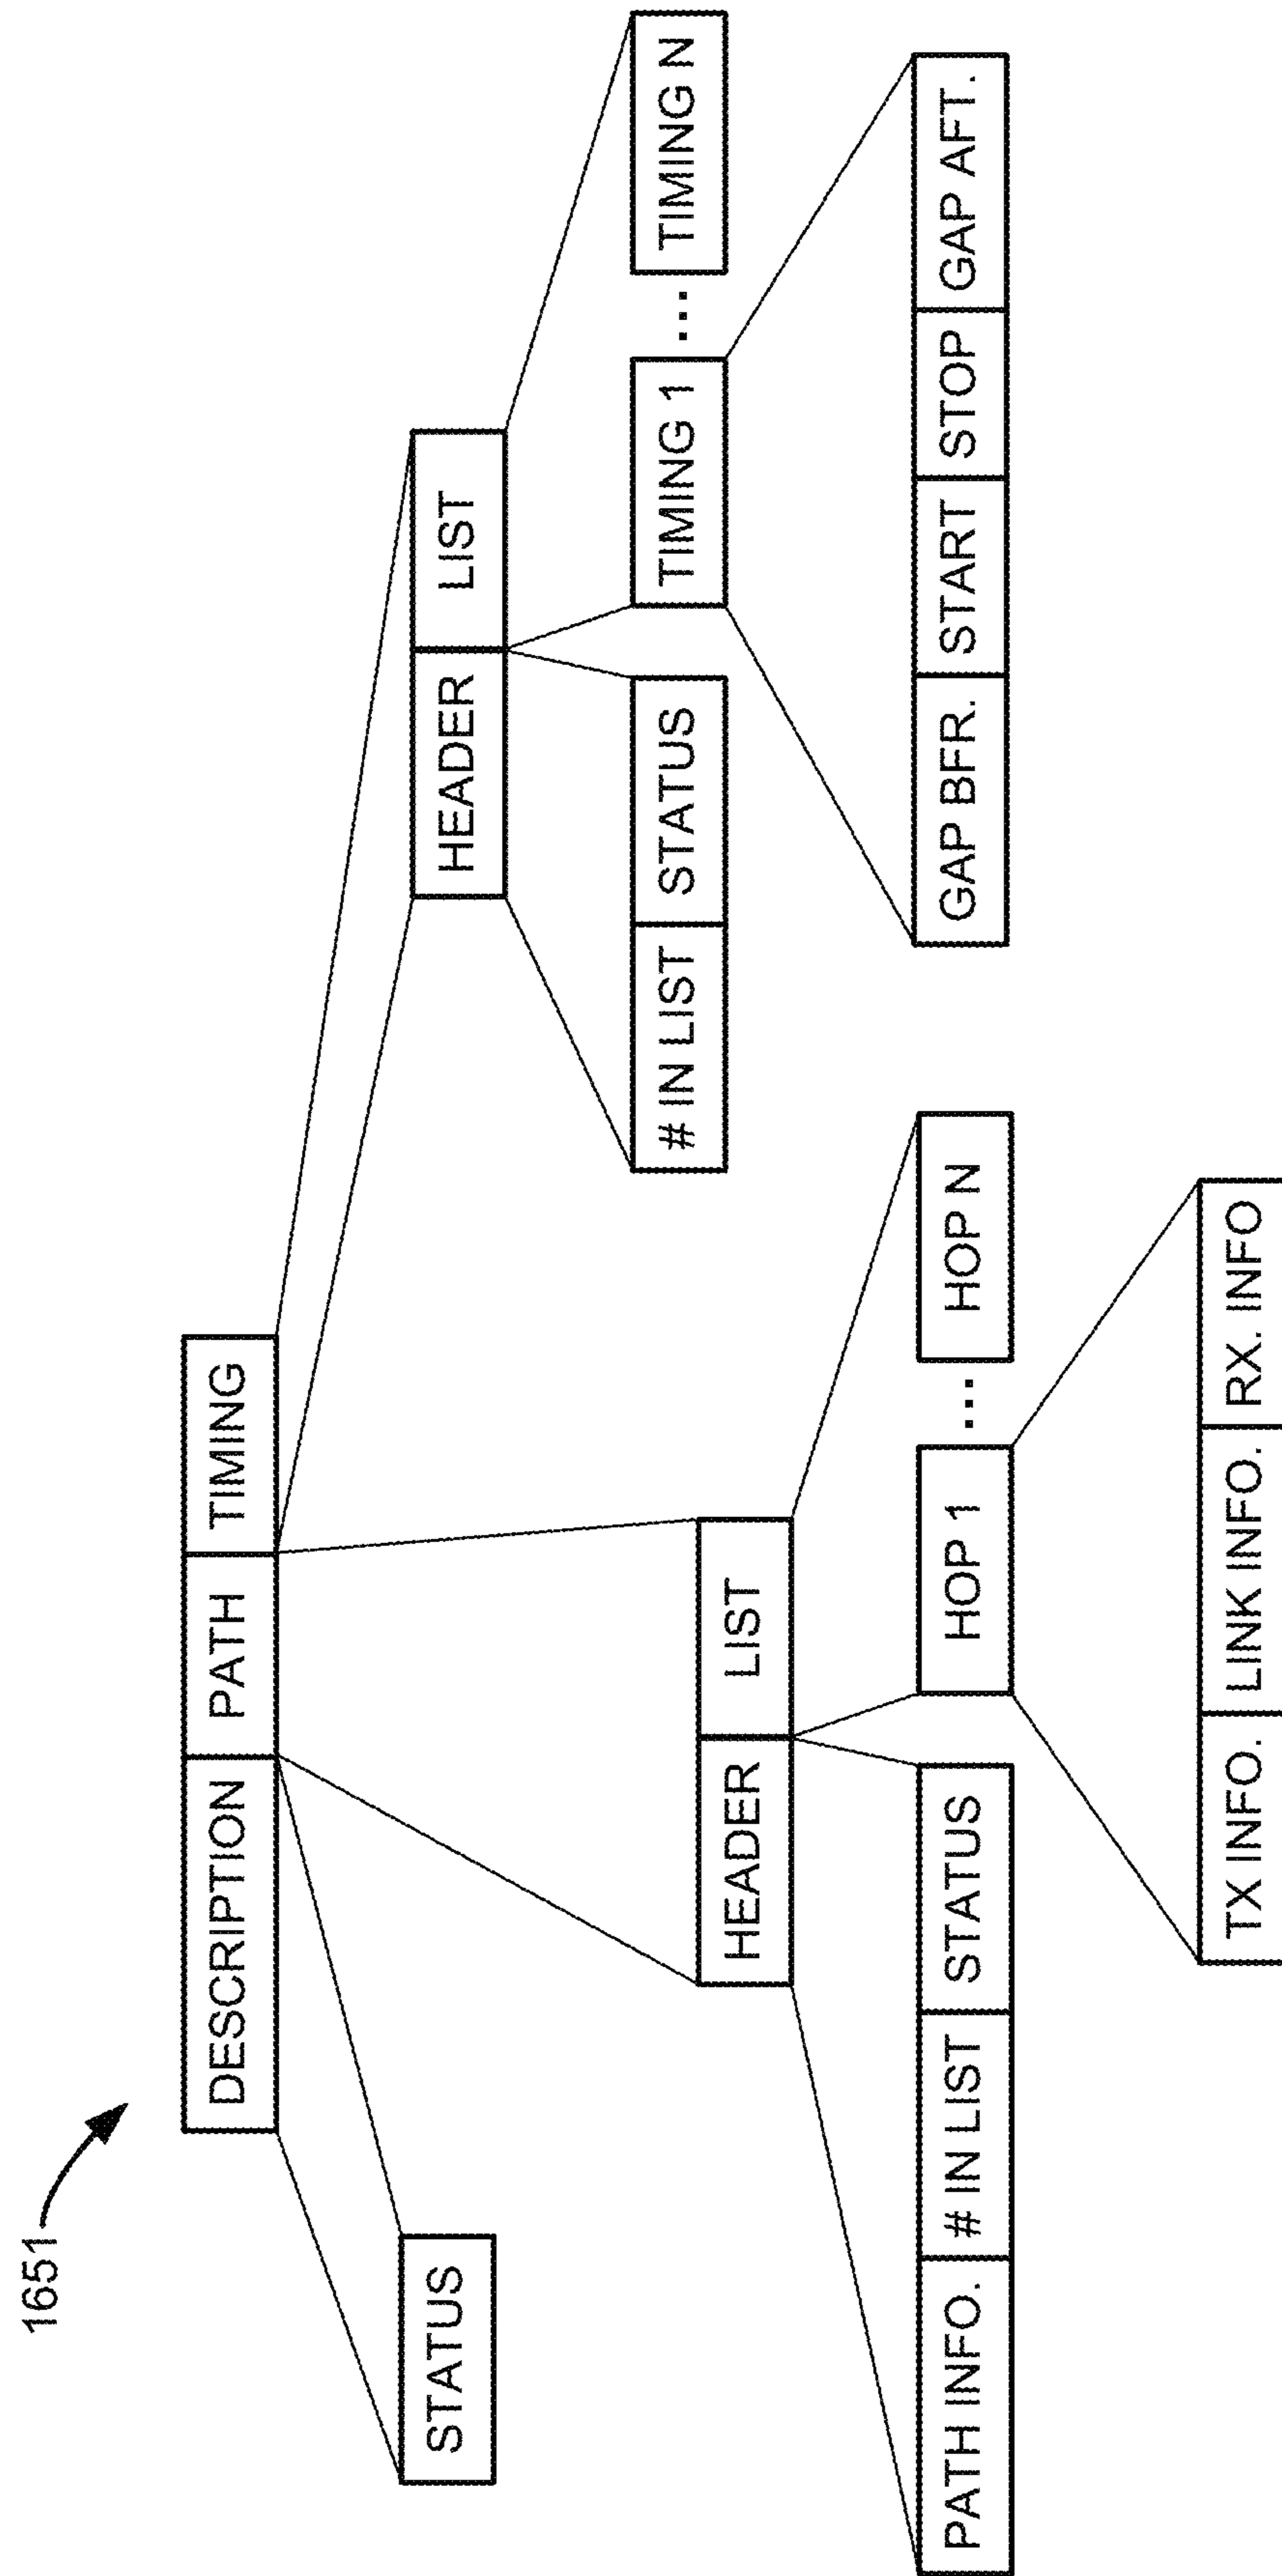 1651
DESCRIPTION PATH TIMING
STATUS
HEADER LIST
# IN LIST STATUS TIMING 1 ... TIMING N
GAP BFR. START STOP GAP AFT.
HEADER LIST
PATH INFO. # IN LIST STATUS HOP 1 ... HOP N
TX INFO. LINK INFO. RX. INFO